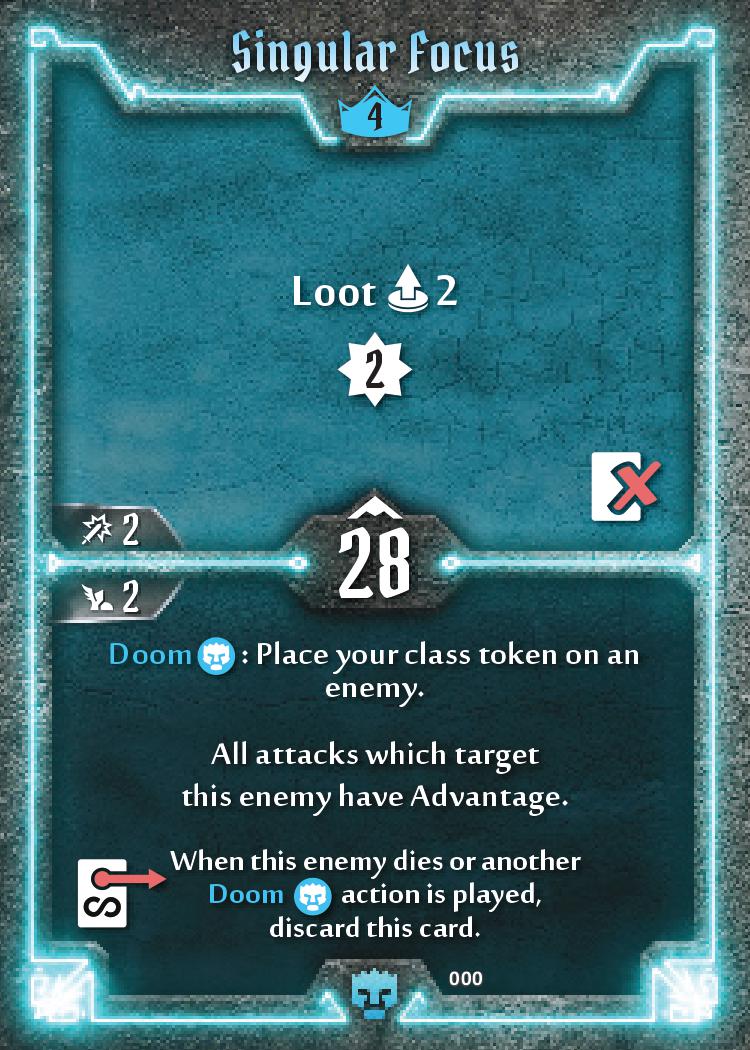 Singular Focus
4
Loot 2
2
2
28
2
Doom : Place your class token on an
enemy.
All attacks which target
this enemy have Advantage.
When this enemy dies or another
Doom action is played,
discard this card.
000